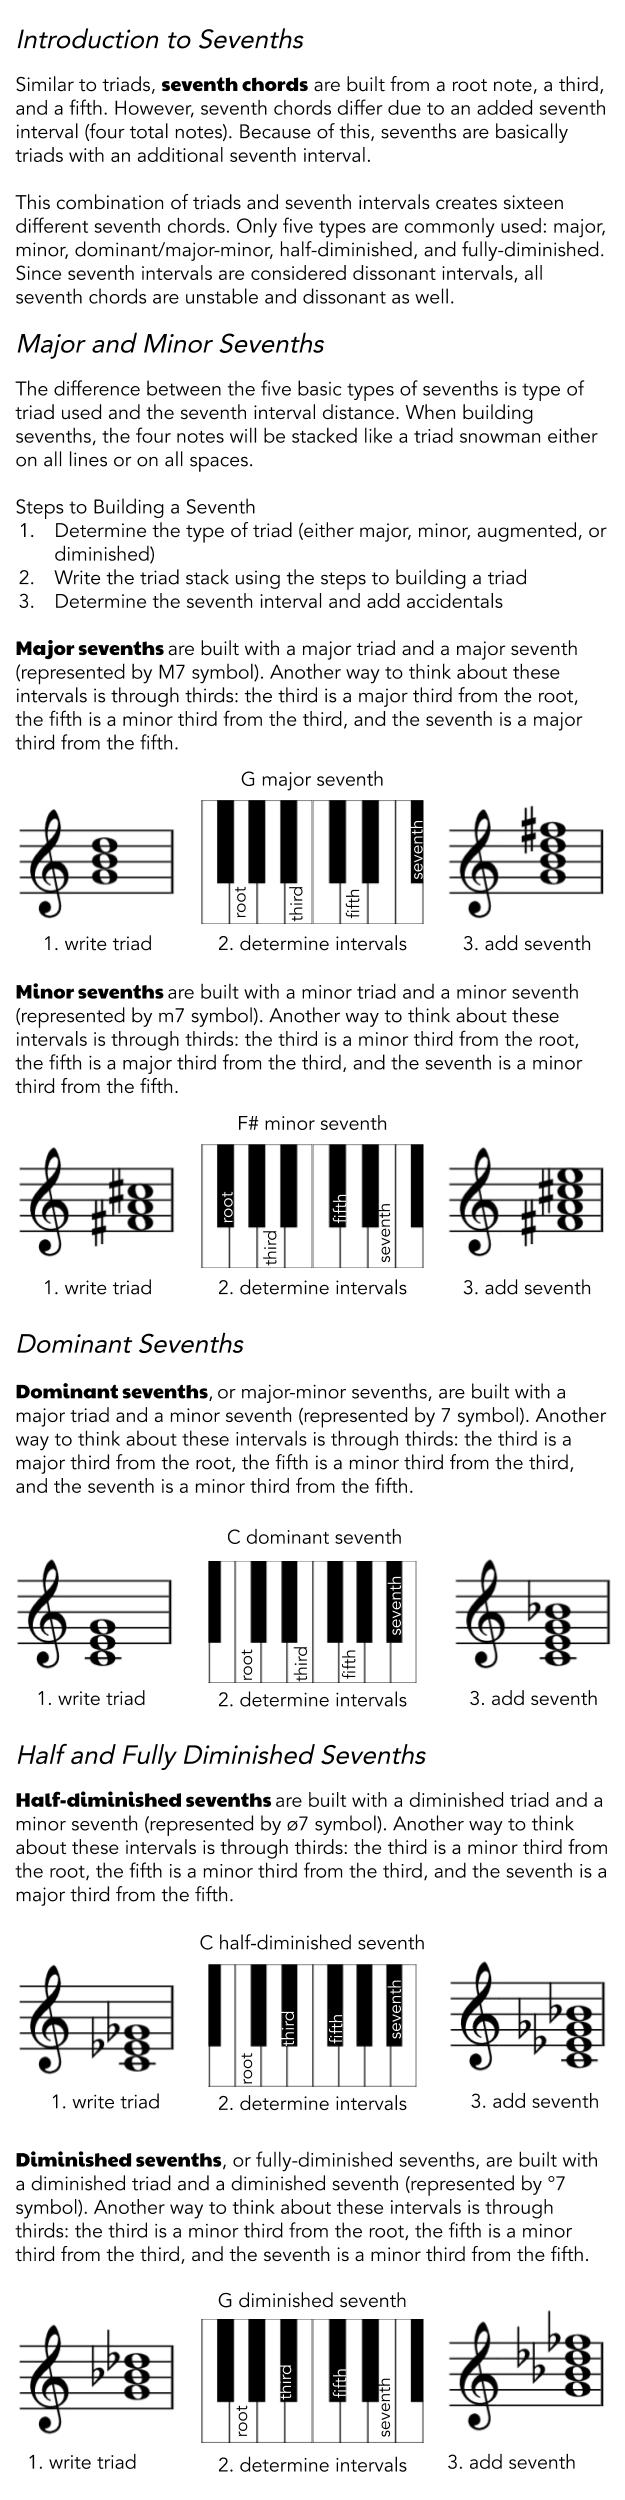 Introduction to Sevenths
Similar to triads, seventh chords are built from a root note, a third,
and a fifth. However, seventh chords differ due to an added seventh
interval (four total notes). Because of this, sevenths are basically
triads with an additional seventh interval.
This combination of triads and seventh intervals creates sixteen
different seventh chords. Only five types are commonly used: major,
minor, dominant/major-minor, half-diminished, and fully-diminished.
Since seventh intervals are considered dissonant intervals, all
seventh chords are unstable and dissonant as well.
Major and Minor Sevenths
The difference between the five basic types of sevenths is type of
triad used and the seventh interval distance. When building
sevenths, the four notes will be stacked like a triad snowman either
on all lines or on all spaces.
Steps to Building a Seventh
1. Determine the type of triad (either major, minor, augmented, or
diminished)
2. Write the triad stack using the steps to building a triad
3. Determine the seventh interval and add accidentals
Major sevenths are built with a major triad and a major seventh
(represented by M7 symbol). Another way to think about these
intervals is through thirds: the third is a major third from the root,
the fifth is a minor third from the third, and the seventh is a major
third from the fifth.
G major seventh
root
third
fifth
seventh
1. write triad
2. determine intervals
3. add seventh
Minor sevenths are built with a minor triad and a minor seventh
(represented by m7 symbol). Another way to think about these
intervals is through thirds: the third is a minor third from the root,
the fifth is a major third from the third, and the seventh is a minor
third from the fifth.
F# minor seventh
root
third
fifth
seventh
1. write triad
2. determine intervals
3. add seventh
Dominant Sevenths
Dominant sevenths, or major-minor sevenths, are built with a
major triad and a minor seventh (represented by 7 symbol). Another
way to think about these intervals is through thirds: the third is a
major third from the root, the fifth is a minor third from the third,
and the seventh is a minor third from the fifth.
C dominant seventh
root
third
fifth
seventh
1. write triad
2. determine intervals
3. add seventh
Half and Fully Diminished Sevenths
Half-diminished sevenths are built with a diminished triad and a
minor seventh (represented by ø7 symbol). Another way to think
about these intervals is through thirds: the third is a minor third from
the root, the fifth is a minor third from the third, and the seventh is a
major third from the fifth.
C half-diminished seventh
root
third
fifth
seventh
1. write triad
2. determine intervals
3. add seventh
Diminished sevenths, or fully-diminished sevenths, are built with
a diminished triad and a diminished seventh (represented by °7
symbol). Another way to think about these intervals is through
thirds: the third is a minor third from the root, the fifth is a minor
third from the third, and the seventh is a minor third from the fifth.
G diminished seventh
root
third
fifth
seventh
1. write triad
2. determine intervals
3. add seventh